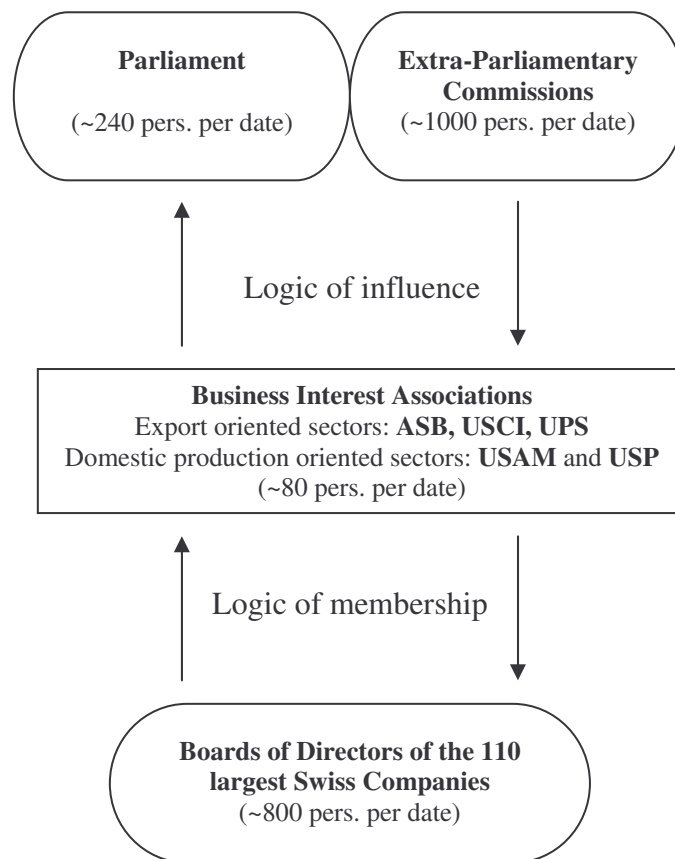 Parliament
(~240 pers. per date)
Extra-Parliamentary
Commissions
(~1000 pers. per date)
Logic of influence
Business Interest Associations
Export oriented sectors: ASB, USCI, UPS
Domestic production oriented sectors: USAM and USP
(~80 pers. per date)
Logic of membership
Boards of Directors of the 110
largest Swiss Companies
(~800 pers. per date)